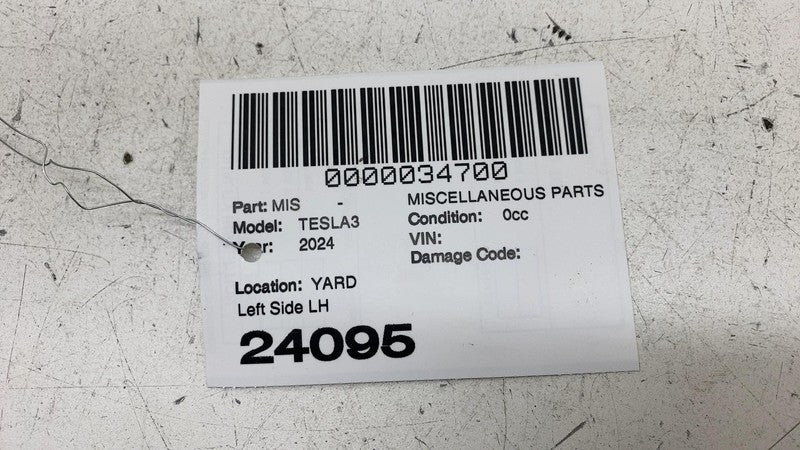 0000034700
Part: MIS - MISCELLANEOUS PARTS
Model: TESLA3 Condition: 0cc
Year: 2024 VIN:
Damage Code:
Location: YARD
Left Side LH
24095